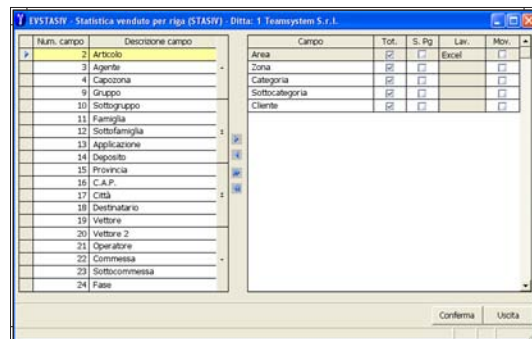 EVSTASIV - Statistica venduto per riga (STASIV) - Ditta: 1 Teamsystem S.r.l.
Num. campo Descrizione campo
2 Articolo
3 Agente
4 Capozona
9 Gruppo
10 Sottogruppo
11 Famiglia
12 Sottofamiglia
13 Applicazione
14 Deposito
15 Provincia
16 C.A.P.
17 Città
18 Destinatario
19 Vettore
20 Vettore 2
21 Operatore
22 Commessa
23 Sottocommessa
24 Fase
Campo Tot. S. Pg Lav. Mov.
Area Excel
Zona
Categoria
Sottocategoria
Cliente
Conferma Uscita